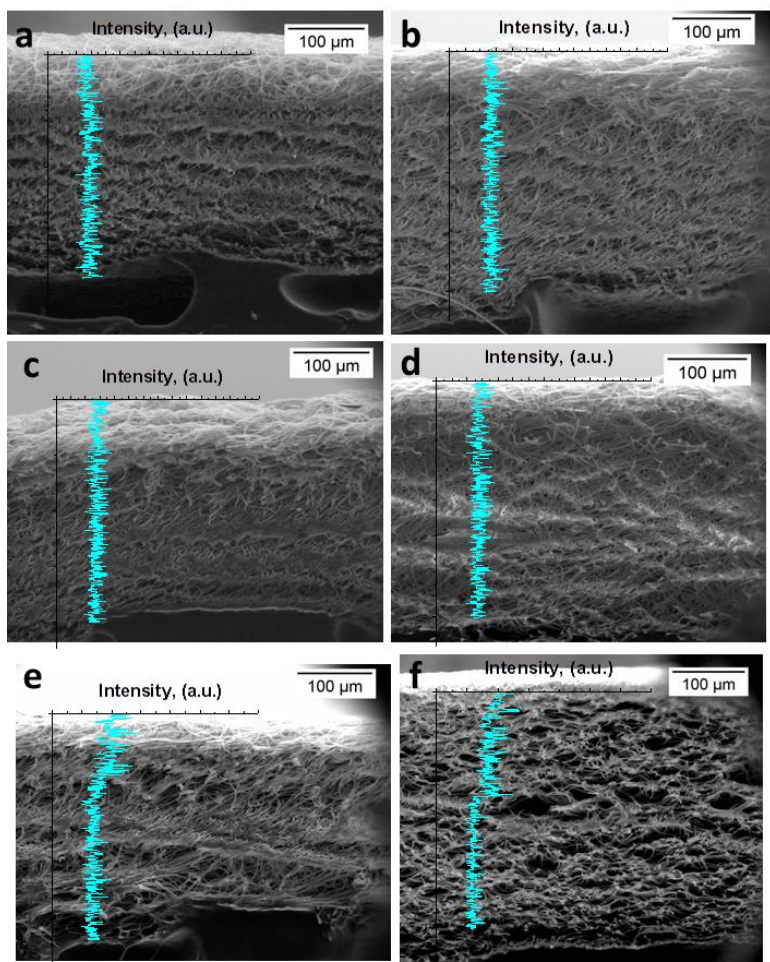 a
Intensity, (a.u.)
100 µm
b
Intensity, (a.u.)
100 µm
c
Intensity, (a.u.)
100 µm
d
Intensity, (a.u.)
100 µm
e
Intensity, (a.u.)
100 µm
f
Intensity, (a.u.)
100 µm